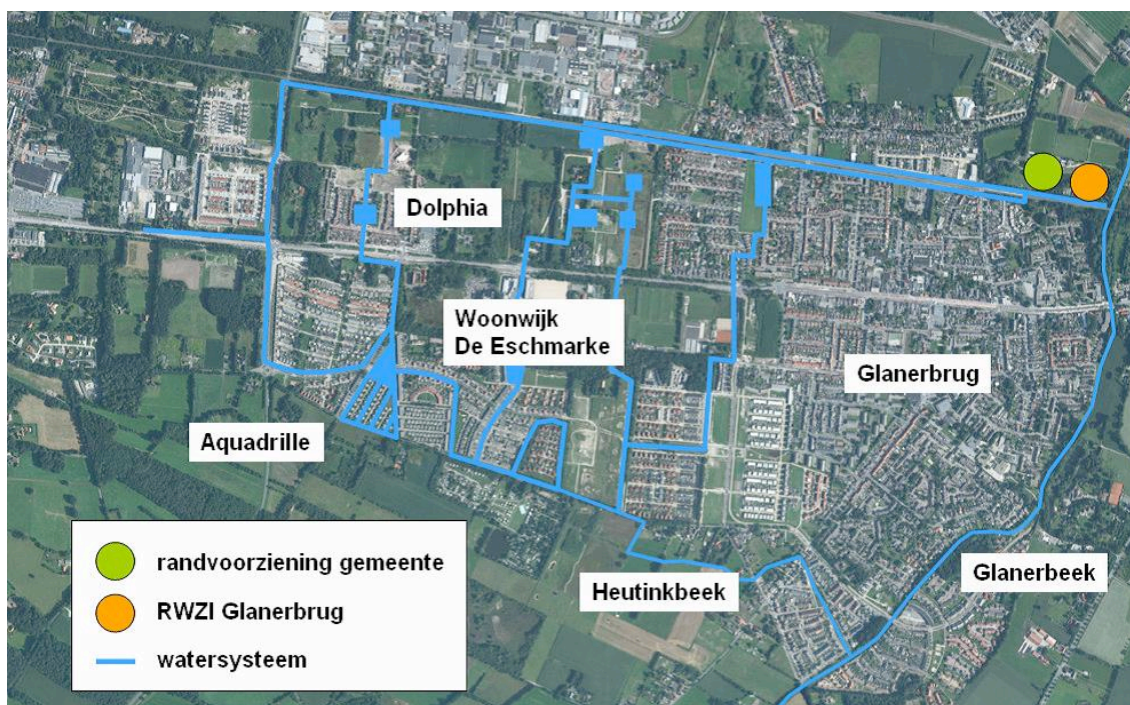 Dolphia
Woonwijk
De Eschmarke
Glanerbrug
Aquadrille
Heutinkbeek
Glanerbeek
randvoorziening gemeente
RWZI Glanerbrug
watersysteem